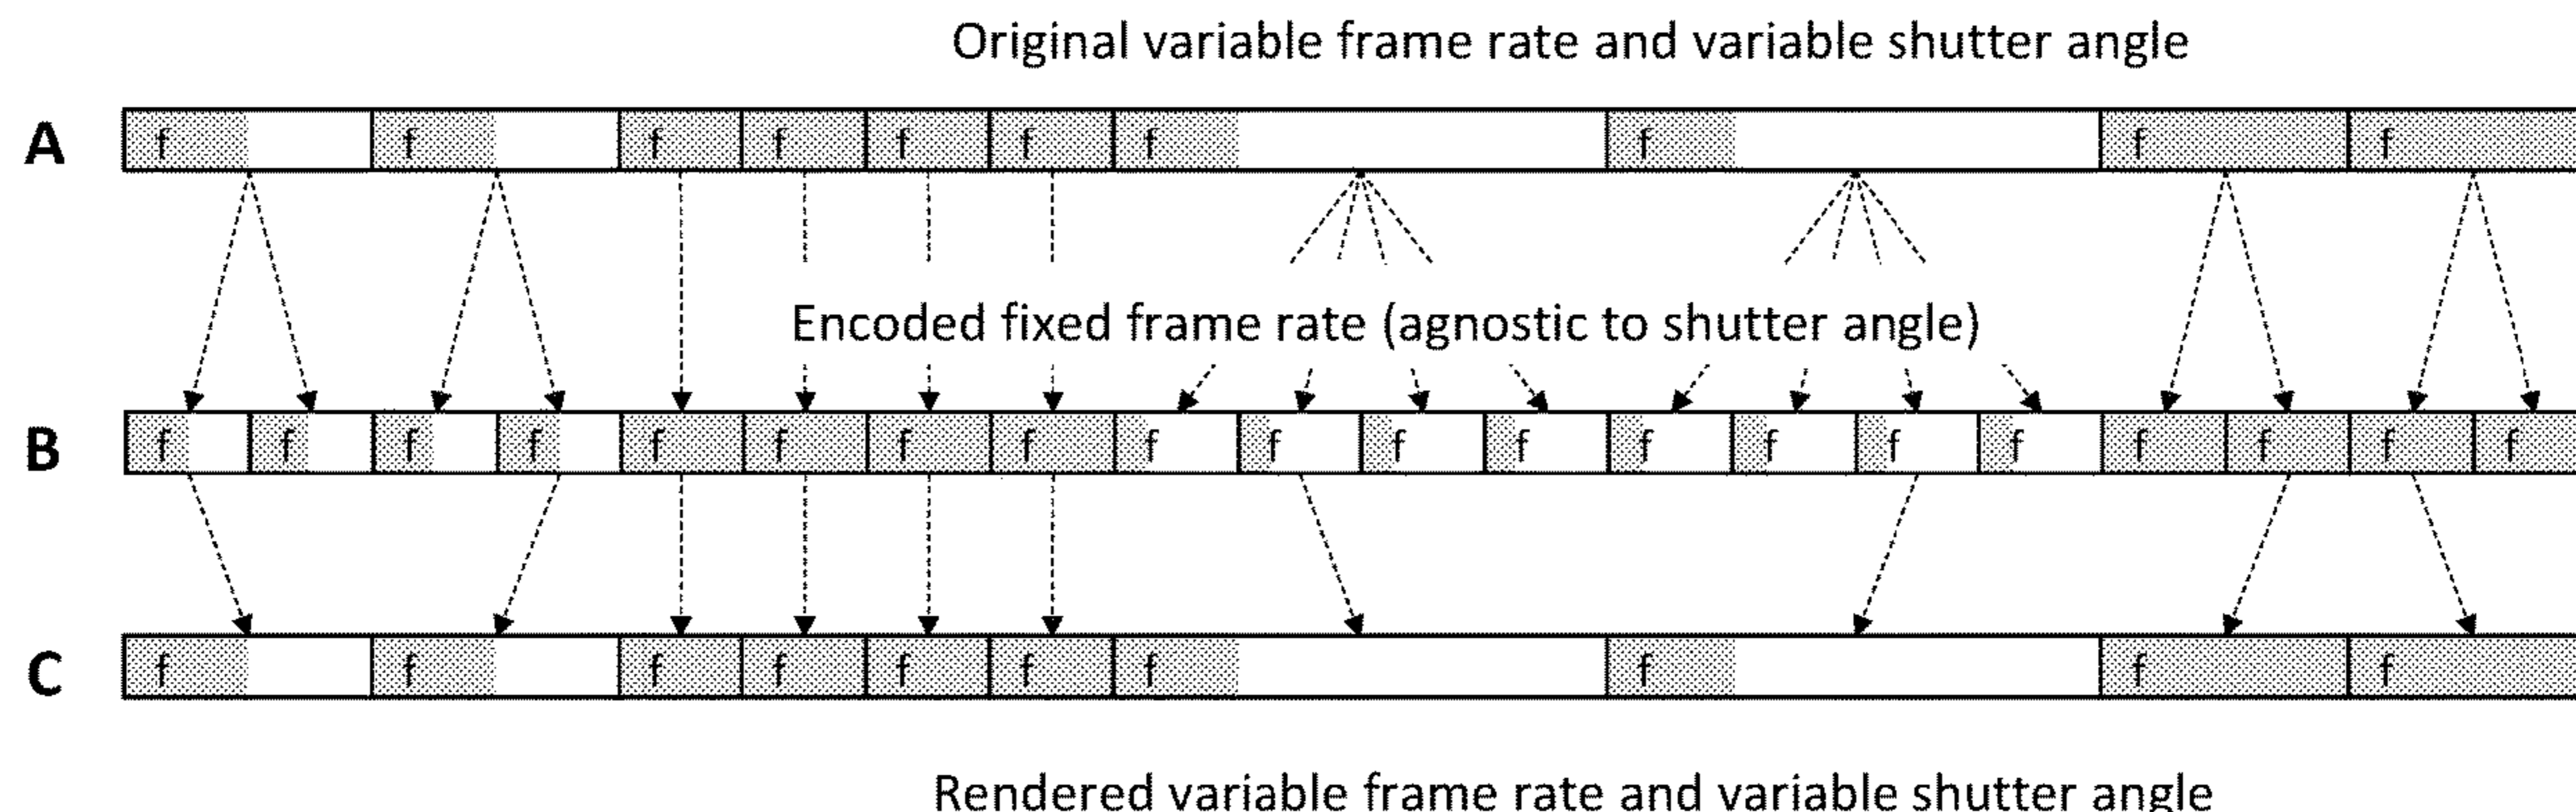 Original variable frame rate and variable shutter angle
A f f f f f f f f f f
Encoded fixed frame rate (agnostic to shutter angle)
B f f f f f f f f f f f f f f f f f f f f
C f f f f f f f f f f
Rendered variable frame rate and variable shutter angle